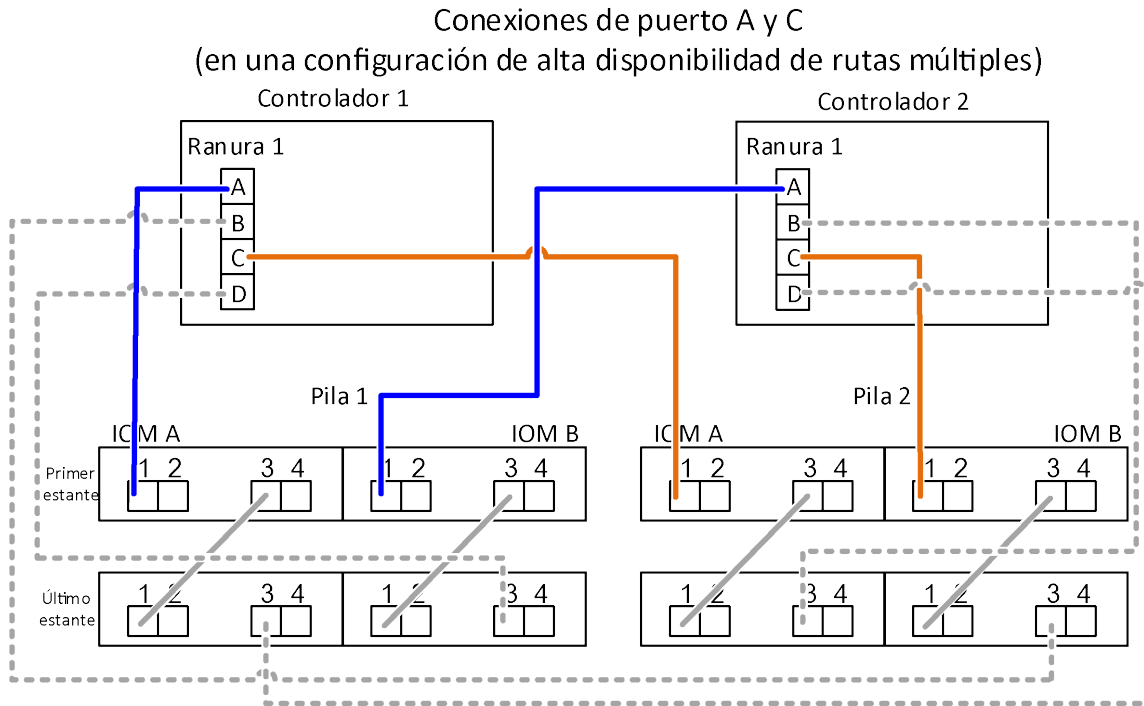 Conexiones de puerto A y C
(en una configuración de alta disponibilidad de rutas múltiples)
Controlador 1
Controlador 2
Ranura 1
Ranura 1
A
B
C
D
A
B
C
D
Pila 1
Pila 2
IOM A
IOM B
IOM A
IOM B
Primer
estante
1 2
3 4
1 2
3 4
1 2
3 4
1 2
3 4
Último
estante
1 2
3 4
1 2
3 4
1 2
3 4
1 2
3 4